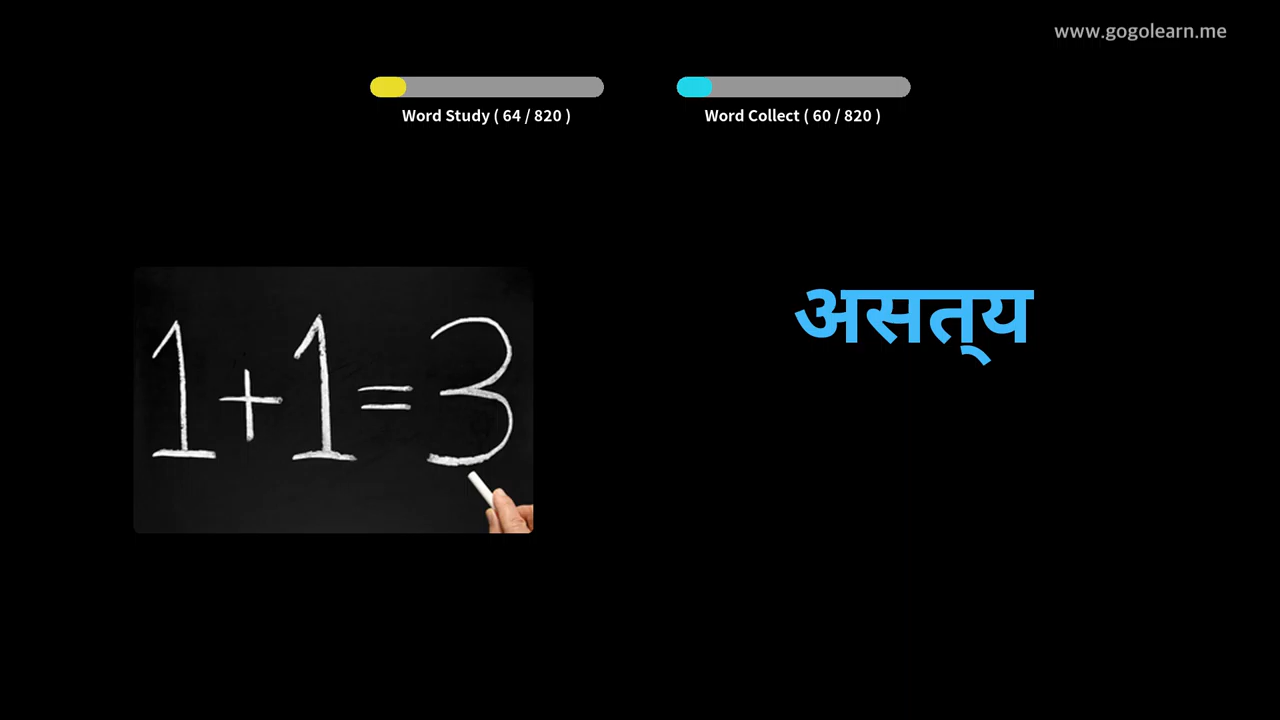 www.gogolearn.me
Word Study ( 64 / 820 )
Word Collect ( 60 / 820 )
1+1=3
असत्‌य